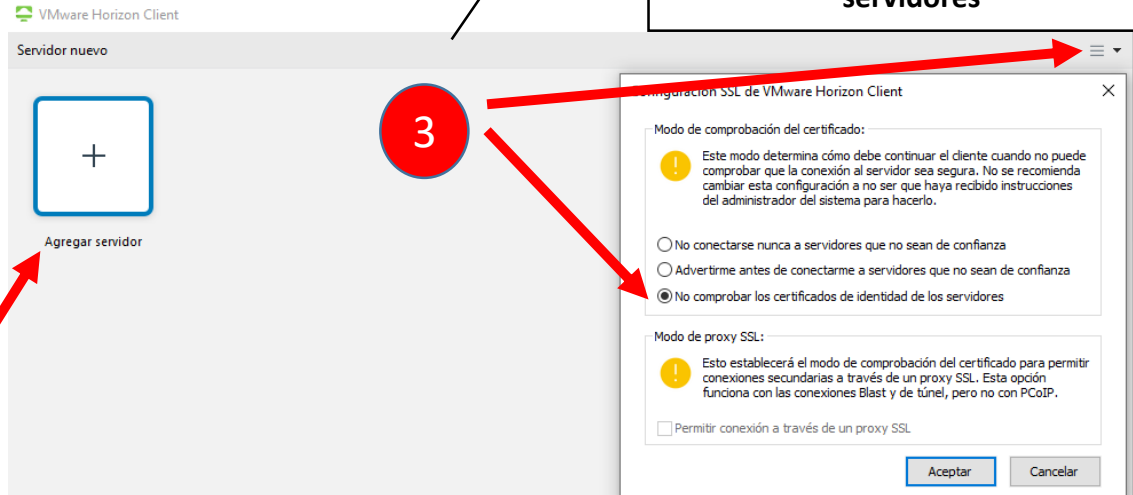 servidores
VMware Horizon Client
Servidor nuevo
3
Configuración SSL de VMware Horizon Client
Modo de comprobación del certificado:
Este modo determina cómo debe continuar el cliente cuando no puede
comprobar que la conexión al servidor sea segura. No se recomienda
cambiar esta configuración a no ser que haya recibido instrucciones
del administrador del sistema para hacerlo.
No conectarse nunca a servidores que no sean de confianza
Advertirme antes de conectarme a servidores que no sean de confianza
No comprobar los certificados de identidad de los servidores
Agregar servidor
Modo de proxy SSL:
Esto establecerá el modo de comprobación del certificado para permitir
conexiones secundarias a través de un proxy SSL. Esta opción
funciona con las conexiones Blast y de túnel, pero no con PCoIP.
Permitir conexión a través de un proxy SSL
Aceptar
Cancelar